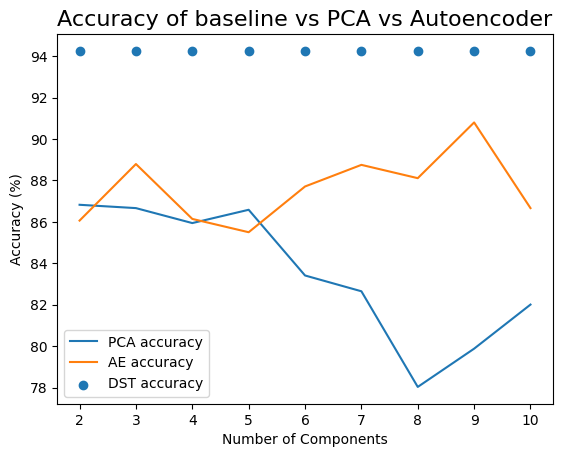 Accuracy of baseline vs PCA vs Autoencoder
94
92
90
88
86
84
82
80
78
Accuracy (%)
PCA accuracy
AE accuracy
DST accuracy
2 3 4 5 6 7 8 9 10
Number of Components